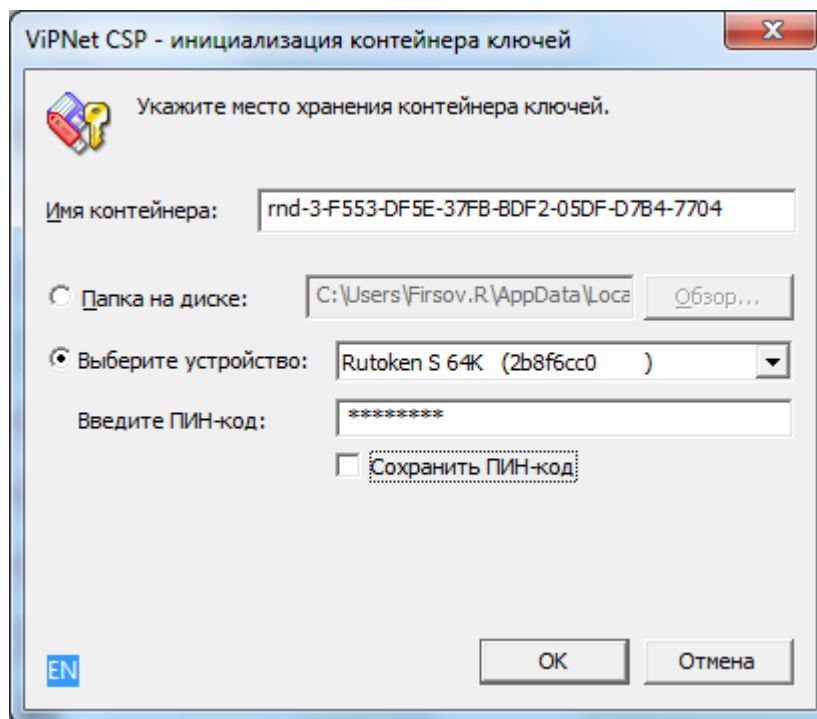 ViPNet CSP - инициализация контейнера ключей
Укажите место хранения контейнера ключей.
Имя контейнера: rnd-3-F553-DF5E-37FB-BDF2-05DF-D7B4-7704
Папка на диске: C:\Users\Firsov.R\AppData\Loca Обзор...
Выберите устройство: Rutoken S 64K (2b8f6cc0 )
Введите ПИН-код: ********
Сохранить ПИН-код
EN OK Отмена